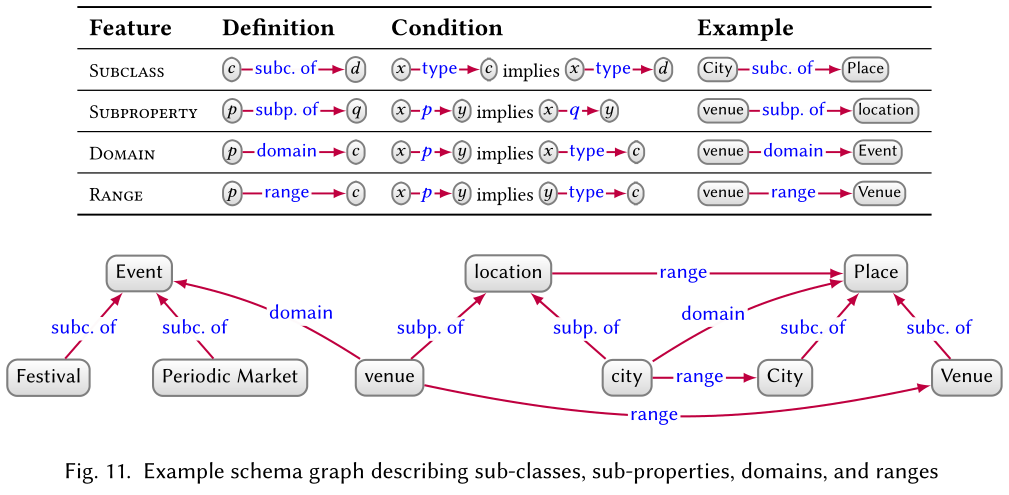 Feature Definition Condition Example
Subclass c subc. of d x type c implies x type d City subc. of Place
Subproperty p subp. of q x p y implies x q y venue subp. of location
Domain p domain c x p y implies x type c venue domain Event
Range p range c x p y implies y type c venue range Venue
Event location range Place
domain domain
subc. of subc. of subp. of subp. of subc. of subc. of
Festival Periodic Market venue city range City Venue
range
Fig. 11. Example schema graph describing sub-classes, sub-properties, domains, and ranges